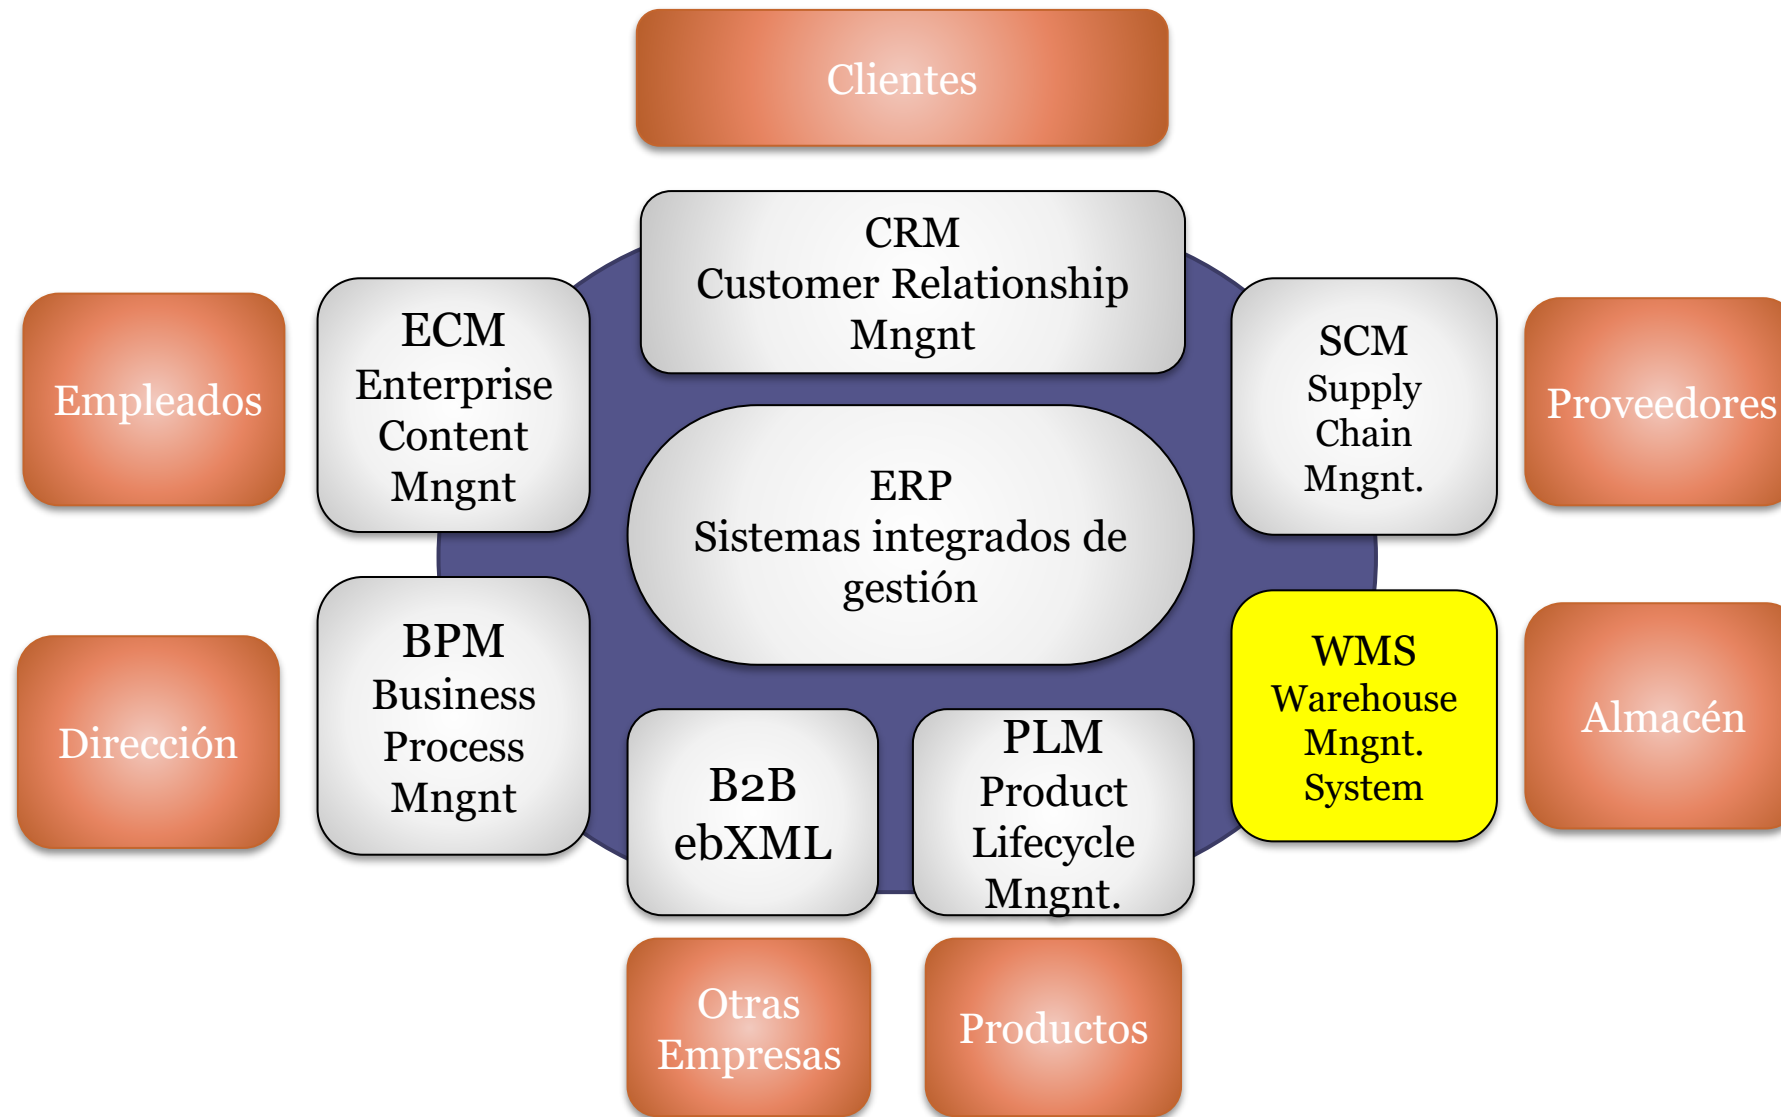 Clientes
CRM
Customer Relationship
Mngnt
Empleados
ECM
Enterprise
Content
Mngnt
SCM
Supply
Chain
Mngnt.
Proveedores
ERP
Sistemas integrados de
gestión
Dirección
BPM
Business
Process
Mngnt
WMS
Warehouse
Mngnt.
System
Almacén
B2B
ebXML
PLM
Product
Lifecycle
Mngnt.
Otras
Empresas
Productos